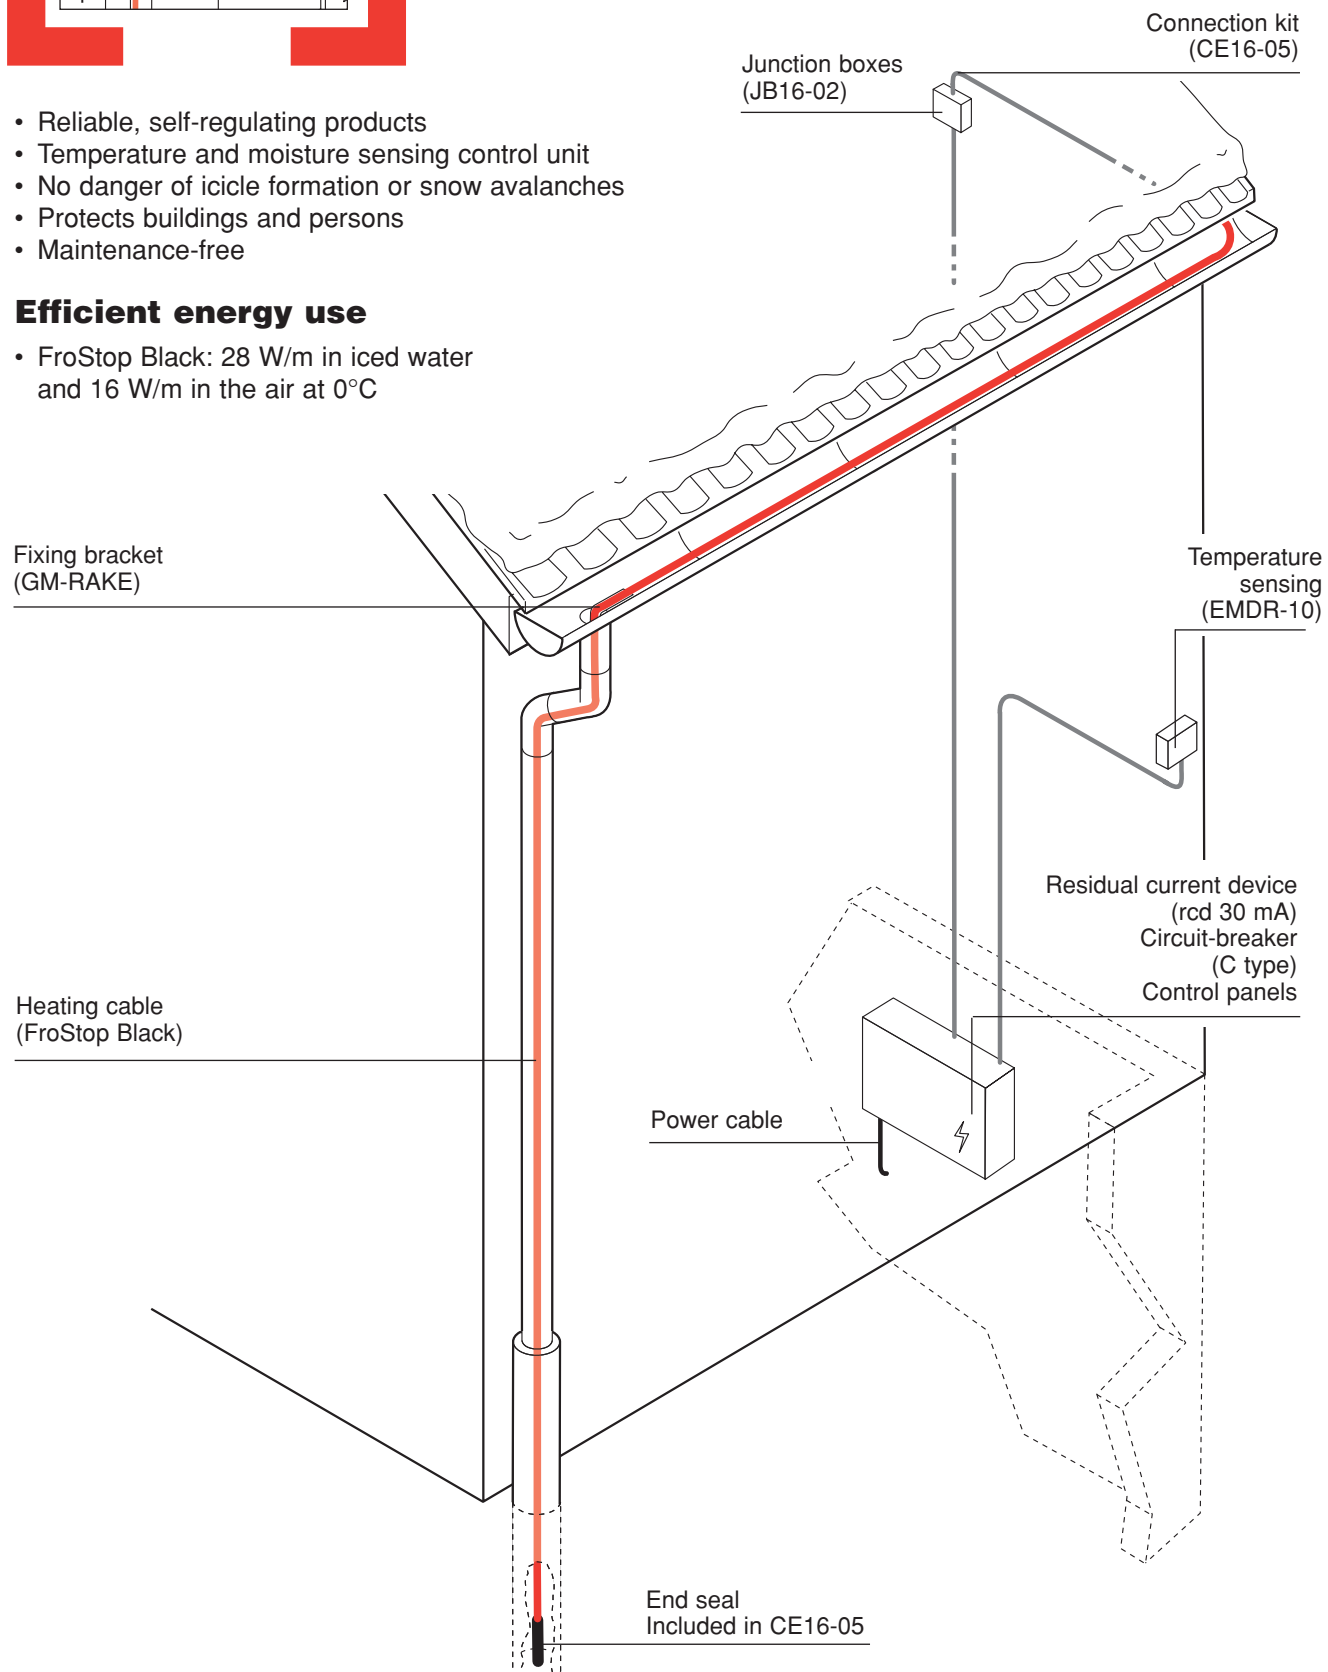 Connection kit
(CE16-05)
Junction boxes
(JB16-02)
• Reliable, self-regulating products
• Temperature and moisture sensing control unit
• No danger of icicle formation or snow avalanches
• Protects buildings and persons
• Maintenance-free
Efficient energy use
• FroStop Black: 28 W/m in iced water
and 16 W/m in the air at 0°C
Fixing bracket
(GM-RAKE)
Temperature
sensing
(EMDR-10)
Residual current device
(rcd 30 mA)
Circuit-breaker
(C type)
Control panels
Heating cable
(FroStop Black)
Power cable
End seal
Included in CE16-05